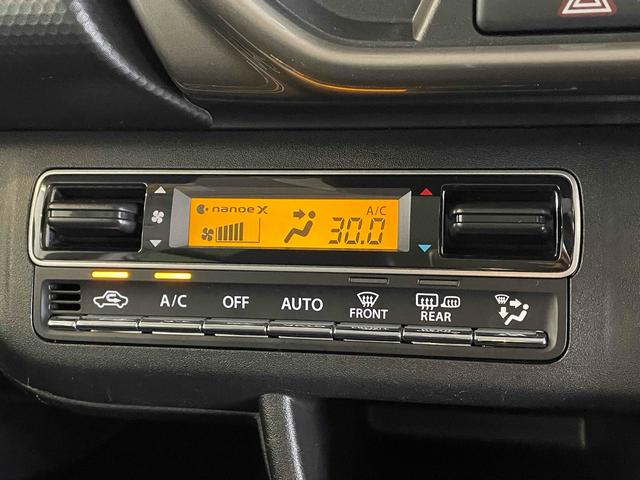 nanoe X
A/C
30.0
A/C
OFF
AUTO
FRONT
REAR